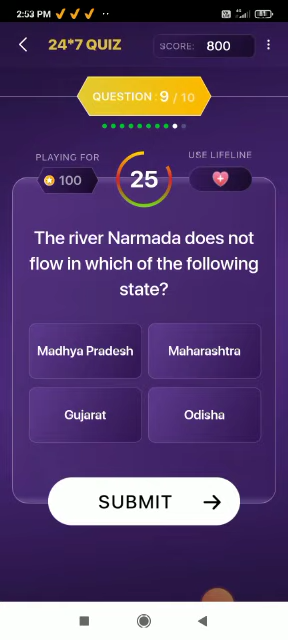 2:53 PM
24*7 QUIZ
SCORE: 800
QUESTION : 9 / 10
PLAYING FOR
100
25
USE LIFELINE
The river Narmada does not
flow in which of the following
state?
Madhya Pradesh
Maharashtra
Gujarat
Odisha
SUBMIT